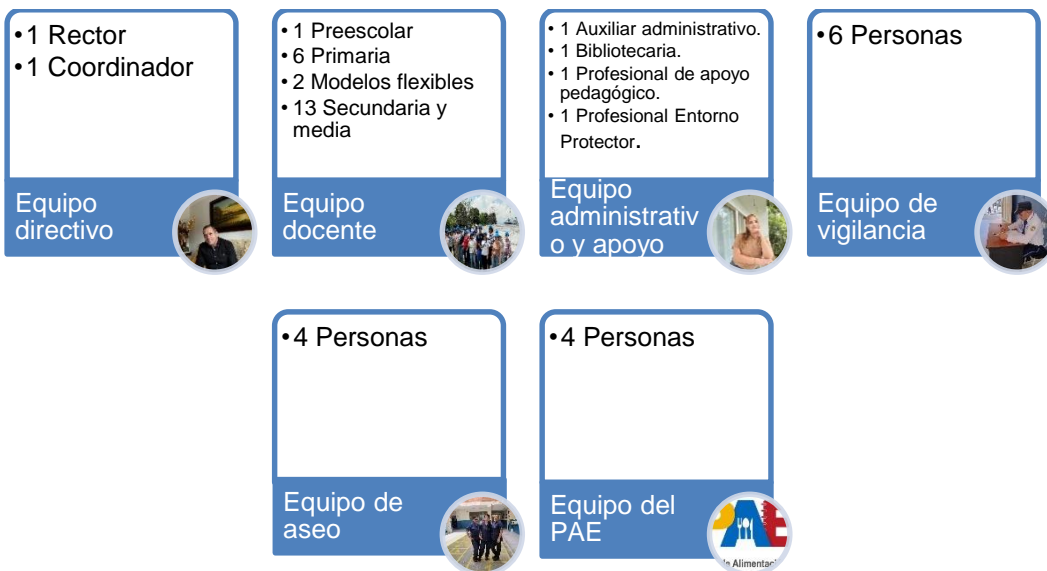 •1 Rector
•1 Coordinador
Equipo
directivo
• 1 Preescolar
• 6 Primaria
• 2 Modelos flexibles
• 13 Secundaria y
media
Equipo
docente
• 1 Auxiliar administrativo.
• 1 Bibliotecaria.
• 1 Profesional de apoyo
pedagógico.
• 1 Profesional Entorno
Protector.
Equipo
administrativ
o y apoyo
•6 Personas
Equipo de
vigilancia
•4 Personas
Equipo de
aseo
•4 Personas
Equipo del
PAE